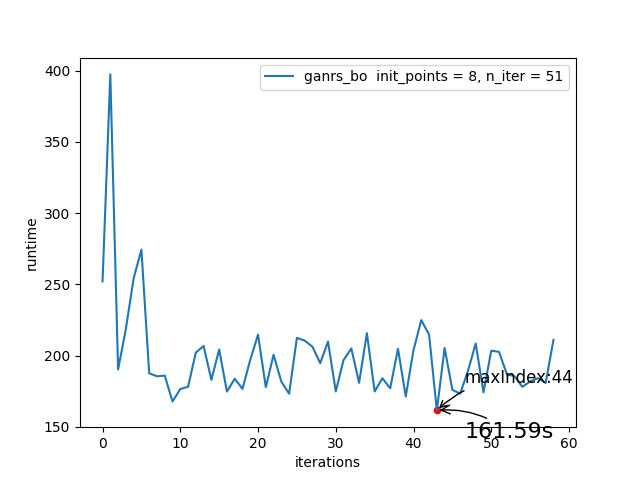 ganrs_bo  init_points = 8, n_iter = 51
400
350
300
250
200
150
runtime
maxIndex:44
161.59s
0 10 20 30 40 50 60
iterations